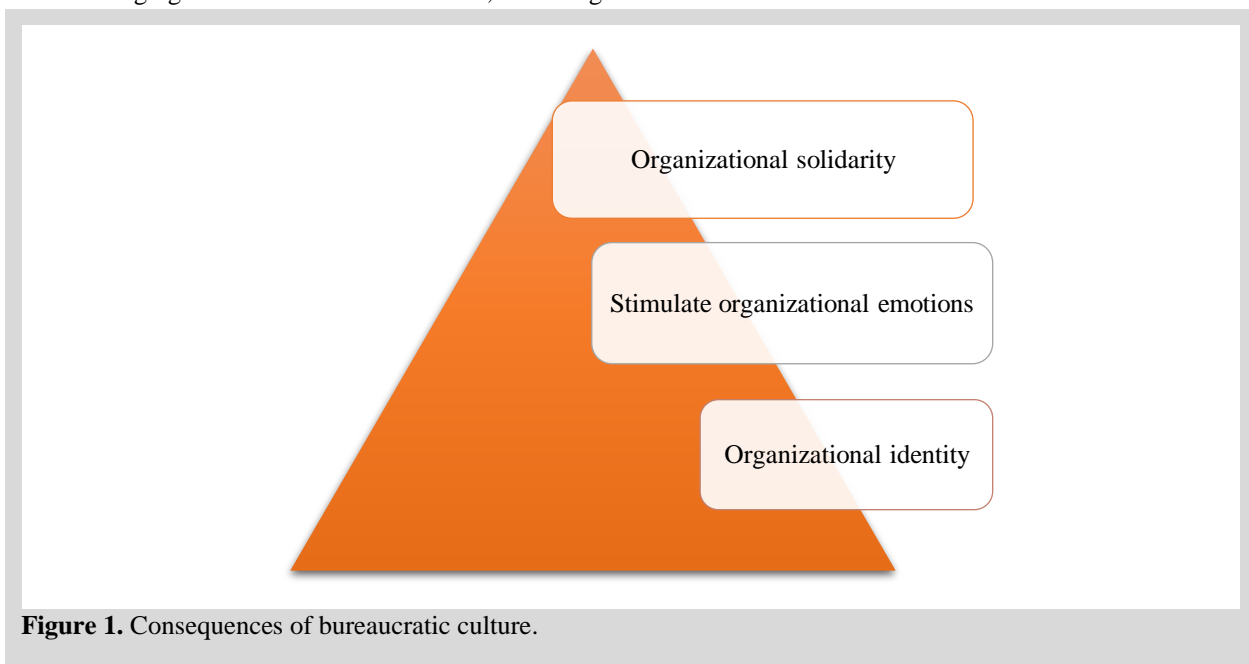 Organizational solidarity
Stimulate organizational emotions
Organizational identity
Figure 1. Consequences of bureaucratic culture.